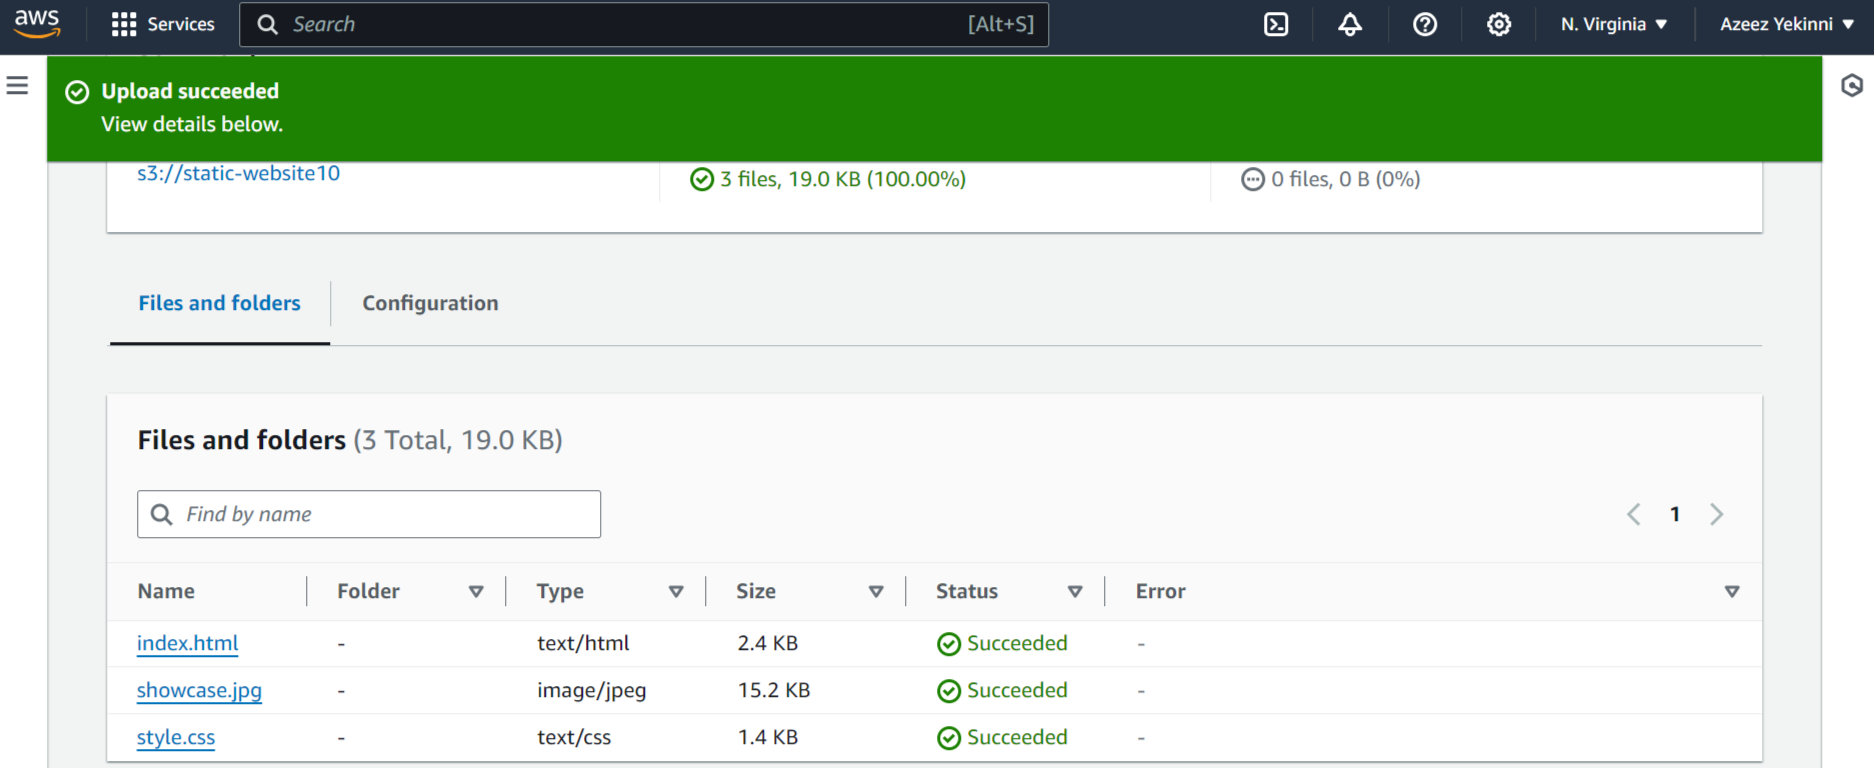 aws Services Search [Alt+S] N. Virginia Azeez Yekinni
Upload succeeded
View details below.
s3://static-website10 3 files, 19.0 KB (100.00%) 0 files, 0 B (0%)
Files and folders Configuration
Files and folders (3 Total, 19.0 KB)
Find by name 1
Name Folder Type Size Status Error
index.html - text/html 2.4 KB Succeeded -
showcase.jpg - image/jpeg 15.2 KB Succeeded -
style.css - text/css 1.4 KB Succeeded -